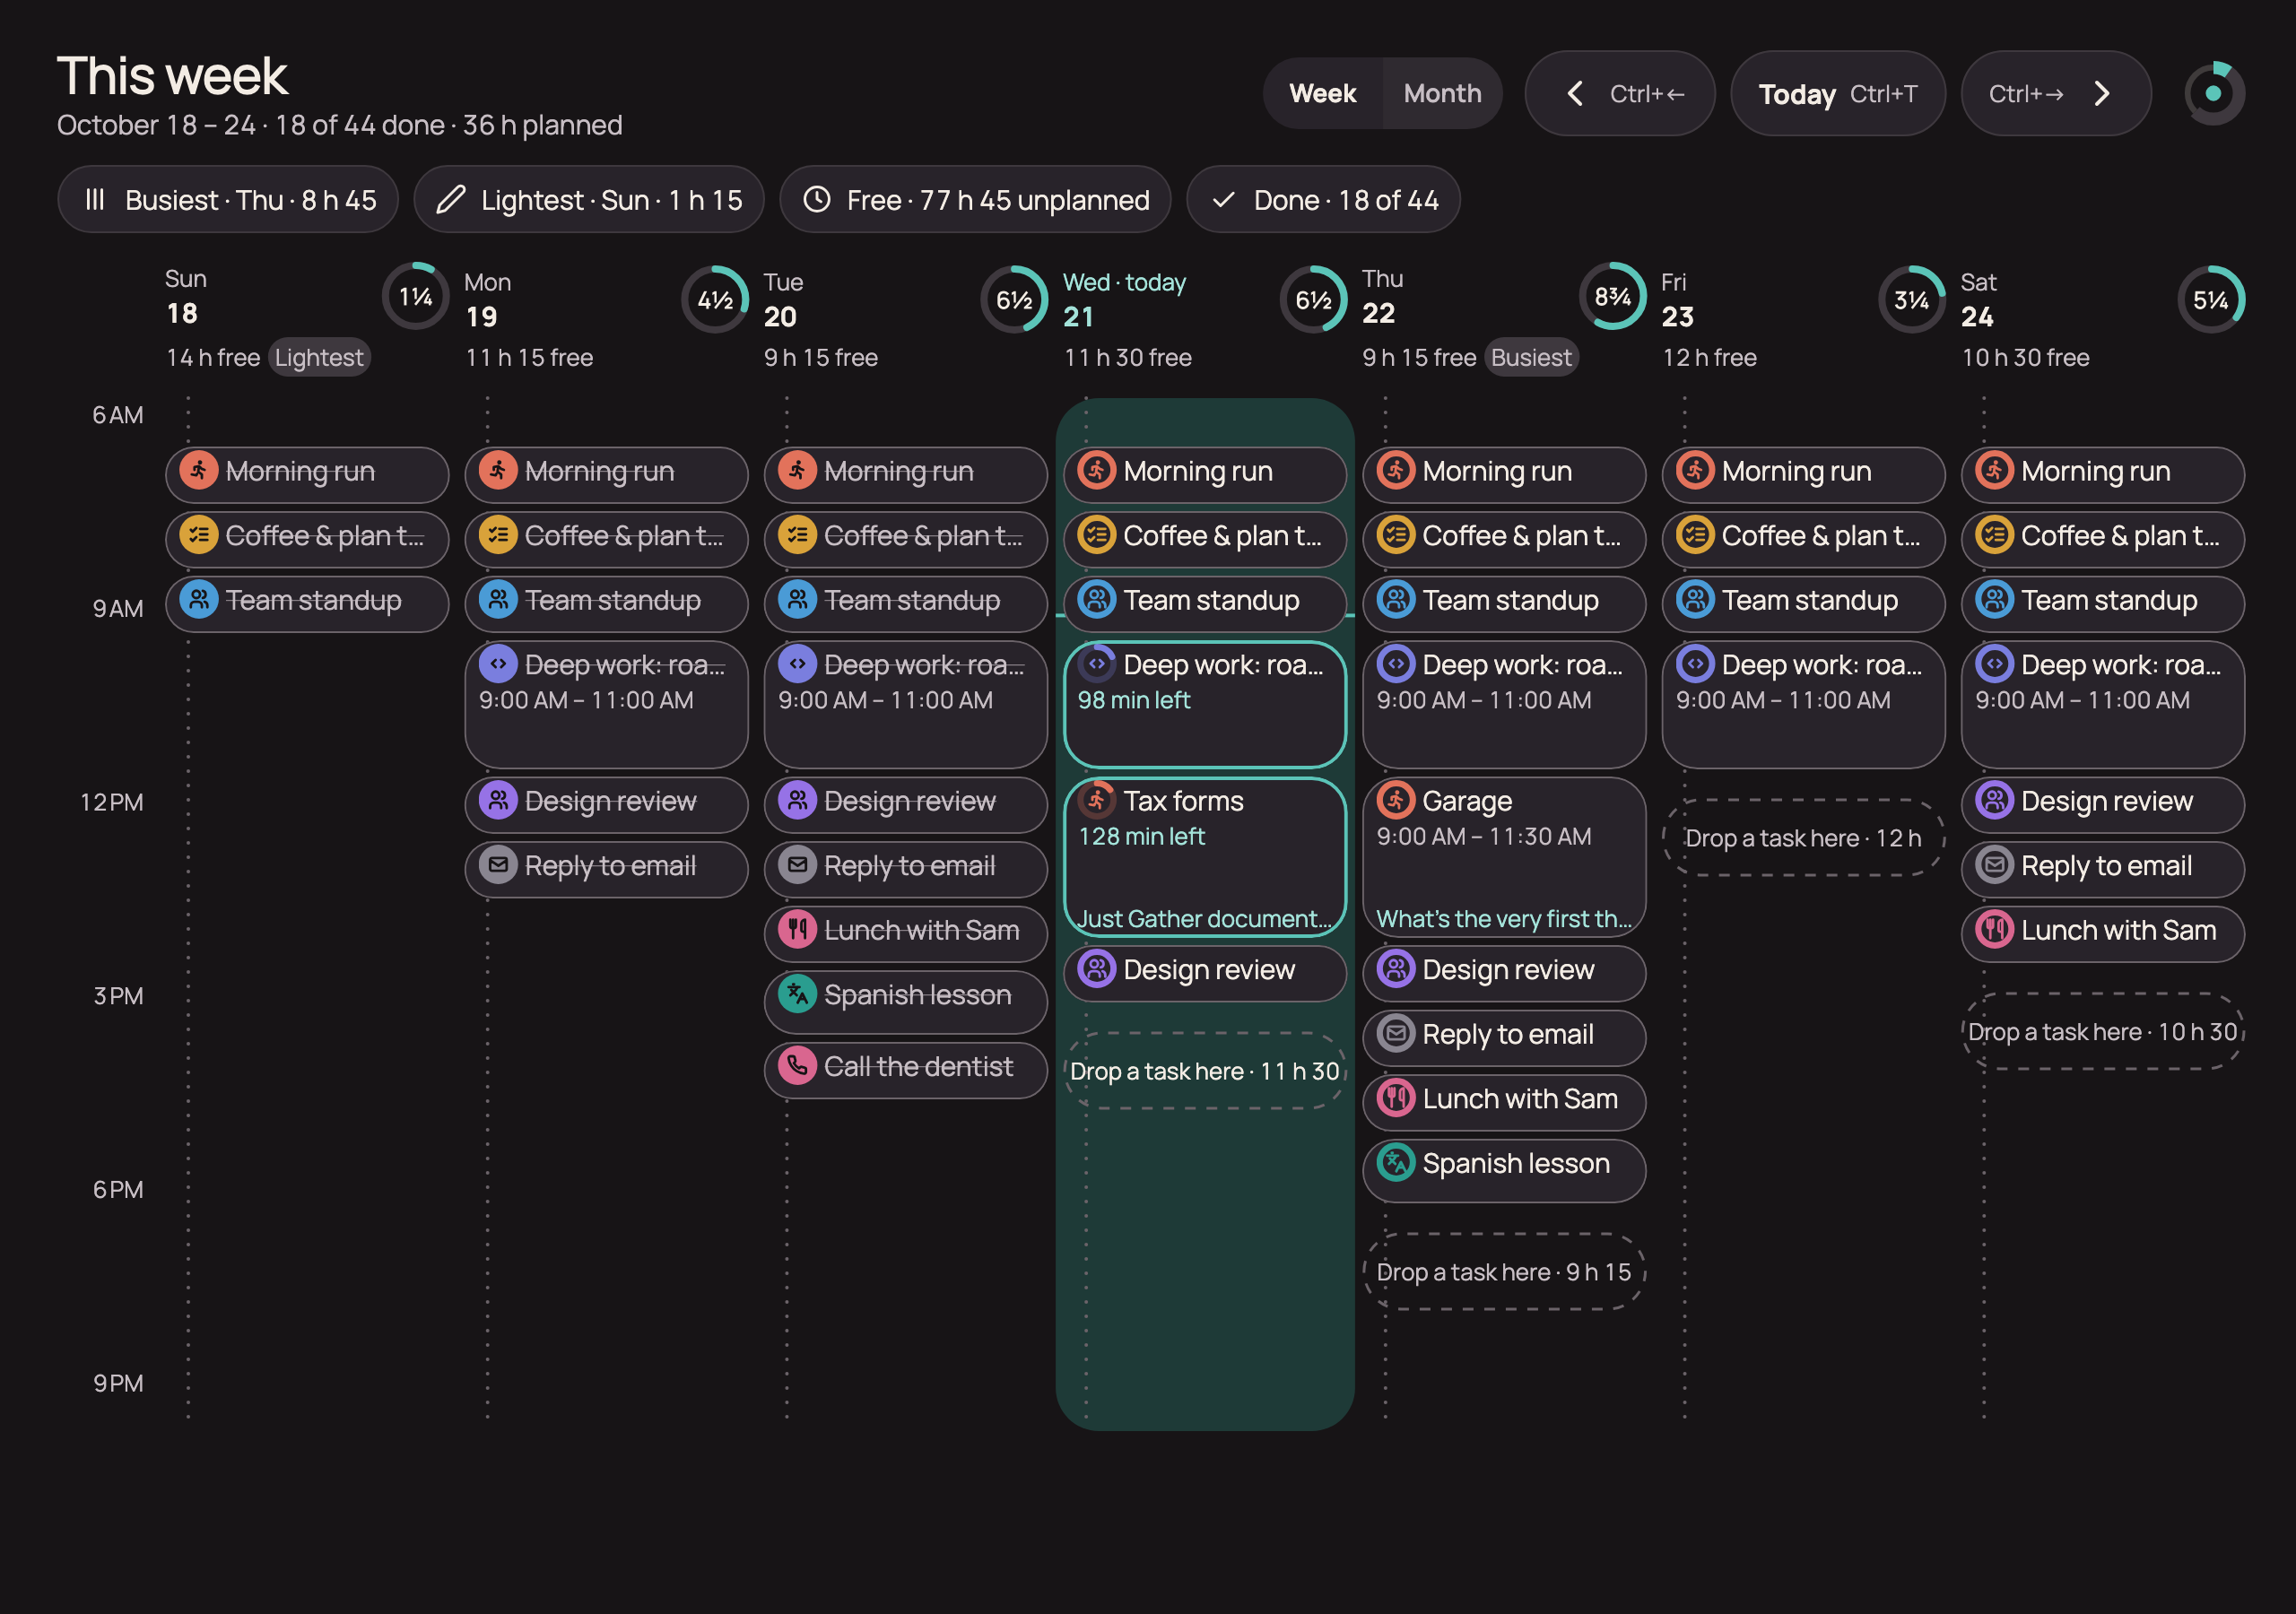 This week
October 18 – 24 · 18 of 44 done · 36 h planned
Week Month
Ctrl+←
Today Ctrl+T
Ctrl+→
Busiest · Thu · 8 h 45
Lightest · Sun · 1 h 15
Free · 77 h 45 unplanned
Done · 18 of 44
Sun
18
1¼
14 h free Lightest
Mon
19
4½
11 h 15 free
Tue
20
6½
9 h 15 free
Wed · today
21
6½
11 h 30 free
Thu
22
8¾
9 h 15 free Busiest
Fri
23
3¼
12 h free
Sat
24
5¼
10 h 30 free
6 AM
9 AM
12 PM
3 PM
6 PM
9 PM
Morning run
Coffee & plan t...
Team standup
Morning run
Coffee & plan t...
Team standup
Deep work: roa...
9:00 AM – 11:00 AM
Design review
Reply to email
Morning run
Coffee & plan t...
Team standup
Deep work: roa...
9:00 AM – 11:00 AM
Design review
Reply to email
Lunch with Sam
Spanish lesson
Call the dentist
Morning run
Coffee & plan t...
Team standup
Deep work: roa...
98 min left
Tax forms
128 min left
Just Gather document...
Design review
Drop a task here · 11 h 30
Morning run
Coffee & plan t...
Team standup
Deep work: roa...
9:00 AM – 11:00 AM
Garage
9:00 AM – 11:30 AM
What's the very first th...
Design review
Reply to email
Lunch with Sam
Spanish lesson
Drop a task here · 9 h 15
Morning run
Coffee & plan t...
Team standup
Deep work: roa...
9:00 AM – 11:00 AM
Drop a task here · 12 h
Morning run
Coffee & plan t...
Team standup
Deep work: roa...
9:00 AM – 11:00 AM
Design review
Reply to email
Lunch with Sam
Drop a task here · 10 h 30